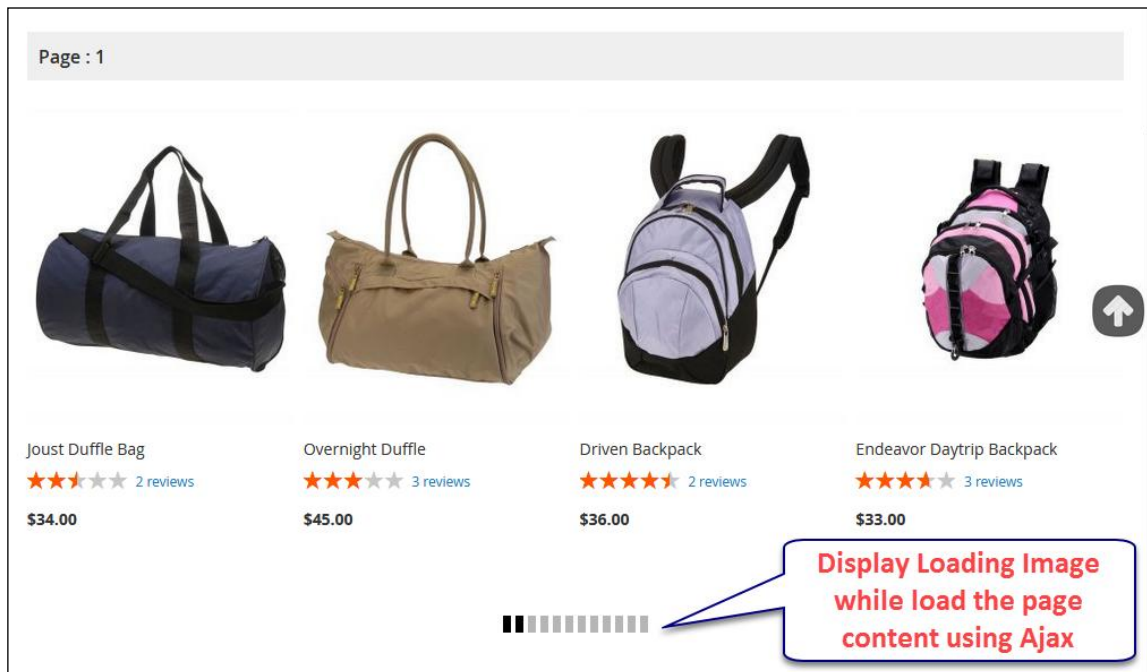 Page : 1
Joust Duffle Bag
Overnight Duffle
Driven Backpack
Endeavor Daytrip Backpack
2 reviews
3 reviews
2 reviews
3 reviews
$34.00
$45.00
$36.00
$33.00
Display Loading Image
while load the page
content using Ajax